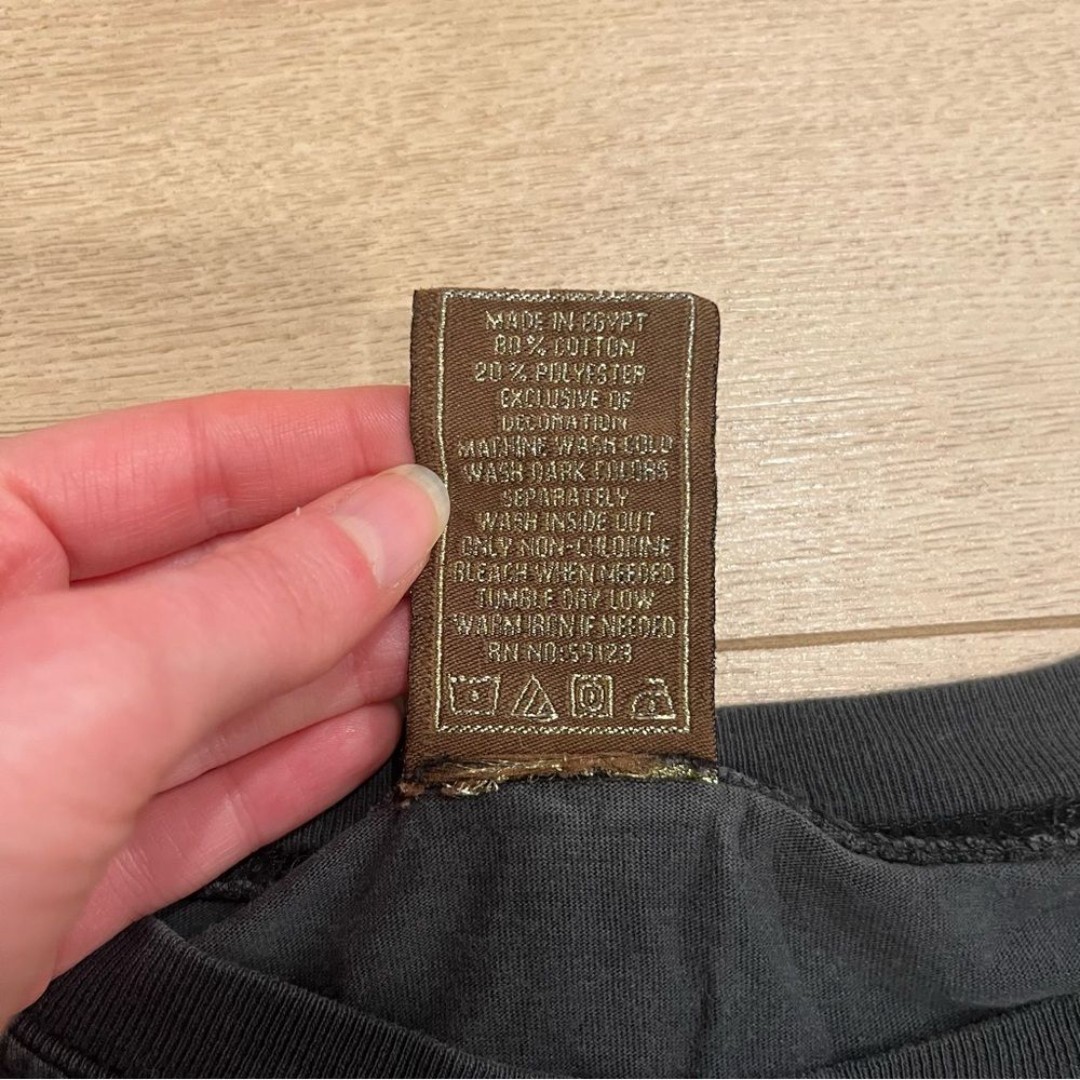 MADE IN EGYPT
80% COTTON
20% POLYESTER
EXCLUSIVE OF
DECORATION
MACHINE WASH COLD
WASH DARK COLORS
SEPARATELY
WASH INSIDE OUT
ONLY NON-CHLORINE
BLEACH WHEN NEEDED
TUMBLE DRY LOW
WARM IRON IF NEEDED
RN NO:59123